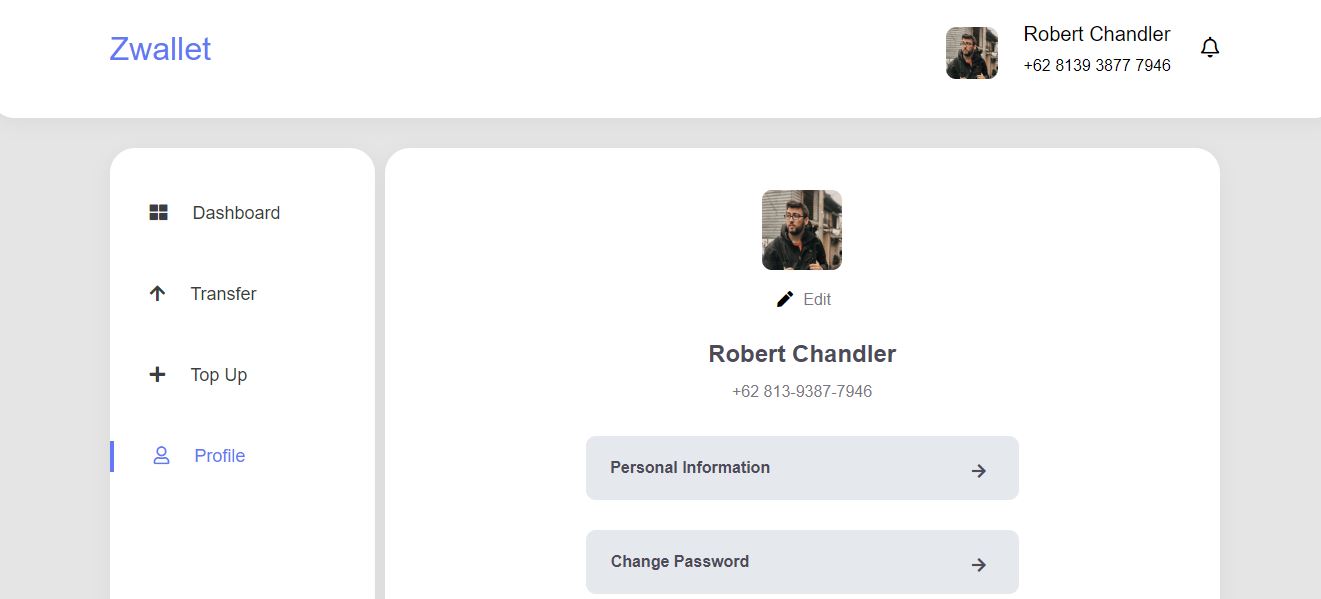 Zwallet
Robert Chandler
+62 8139 3877 7946
Dashboard
Transfer
Top Up
Profile
Edit
Robert Chandler
+62 813-9387-7946
Personal Information
Change Password